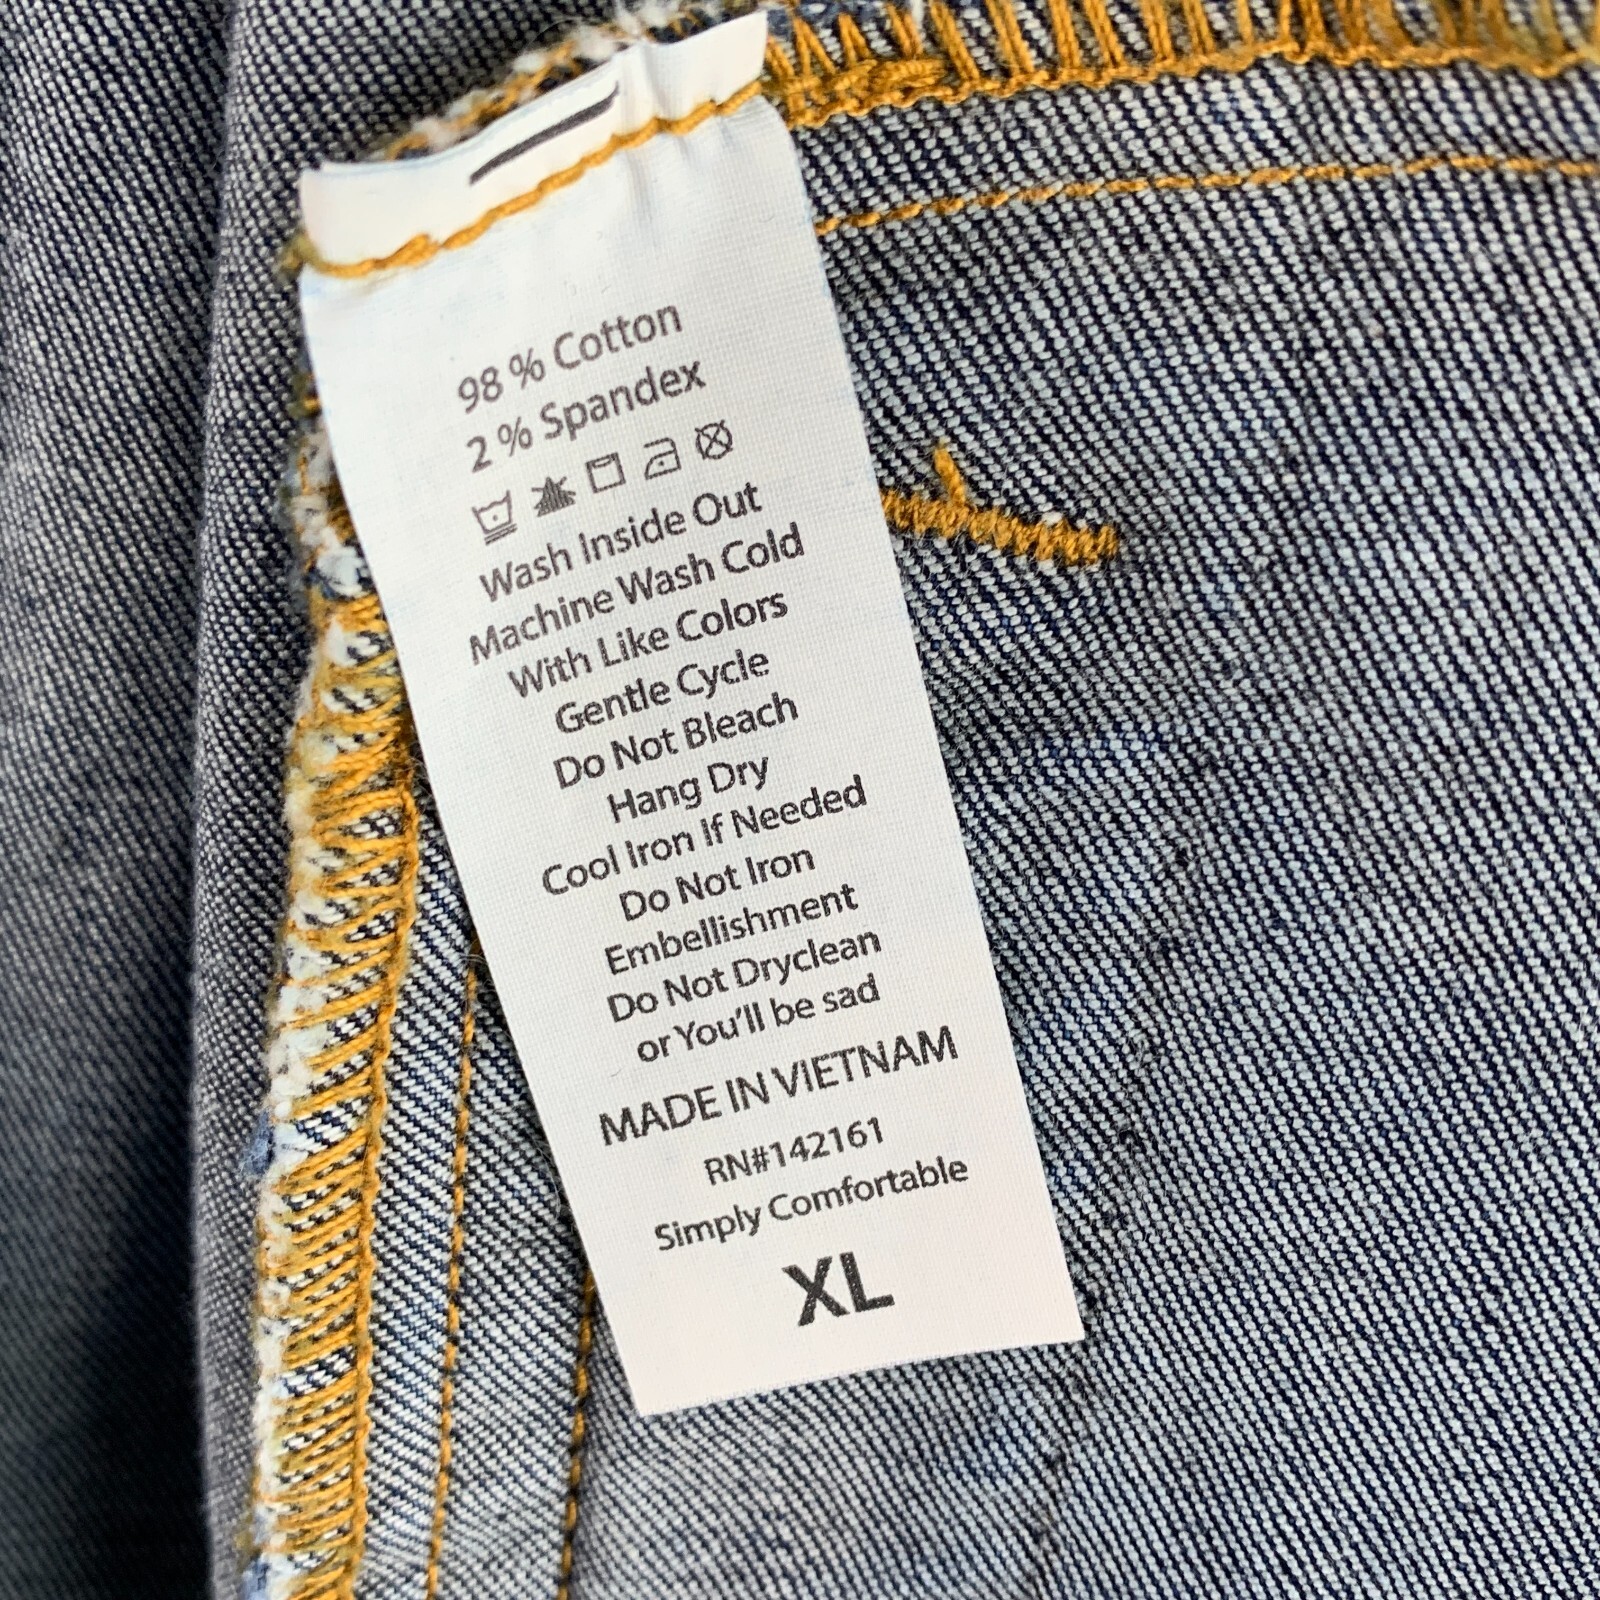 98 % Cotton
2 % Spandex
Wash Inside Out
Machine Wash Cold
With Like Colors
Gentle Cycle
Do Not Bleach
Hang Dry
Cool Iron If Needed
Do Not Iron
Embellishment
Do Not Dryclean
or You'll be sad
MADE IN VIETNAM
RN#142161
Simply Comfortable
XL